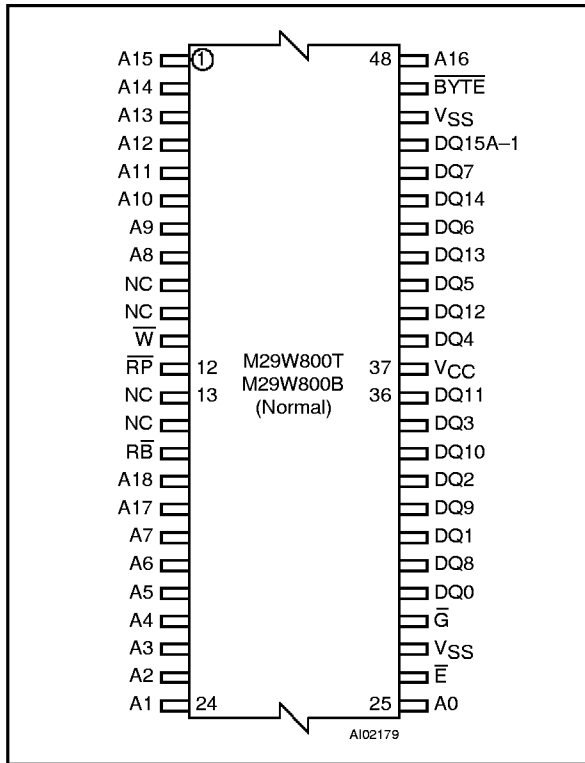 A15 ① 48 A16
A14 B̅Y̅T̅E̅
A13 VSS
A12 DQ15A–1
A11 DQ7
A10 DQ14
A9 DQ6
A8 DQ13
NC DQ5
NC DQ12
W̅ DQ4
R̅P̅ 12 M29W800T 37 VCC
NC 13 M29W800B 36 DQ11
(Normal)
NC DQ3
RB̅ DQ10
A18 DQ2
A17 DQ9
A7 DQ1
A6 DQ8
A5 DQ0
A4 G̅
A3 VSS
A2 E̅
A1 24 25 A0
AI02179